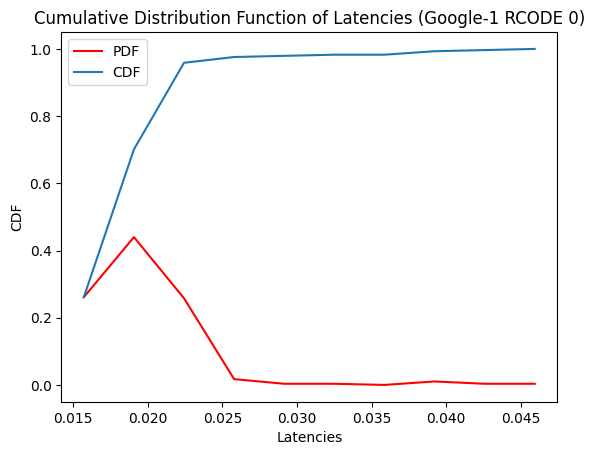 Cumulative Distribution Function of Latencies (Google-1 RCODE 0)
PDF
CDF
1.0
0.8
0.6
0.4
0.2
0.0
CDF
0.015 0.020 0.025 0.030 0.035 0.040 0.045
Latencies